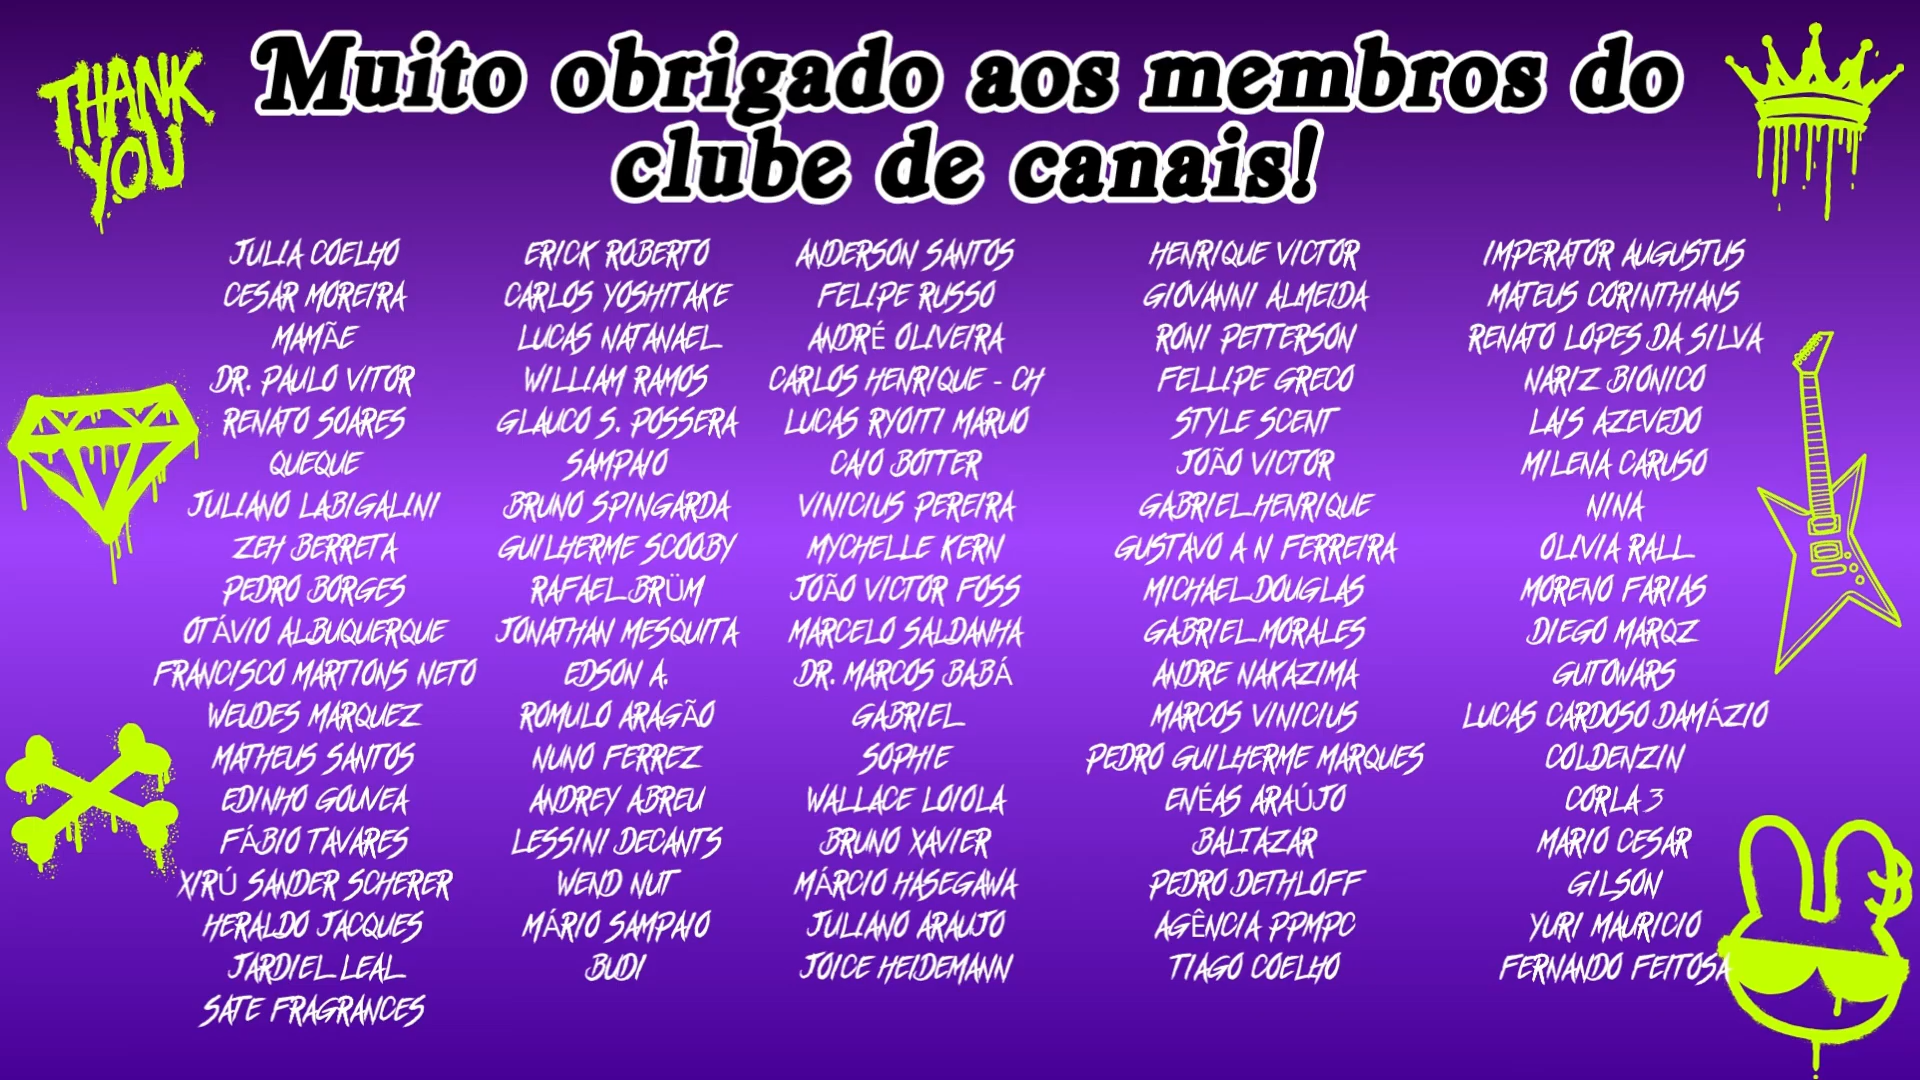 THANK
YOU
Muito obrigado aos membros do
clube de canais!
JULIA COELHO
CESAR MOREIRA
MAMÃE
DR. PAULO VITOR
RENATO SOARES
QUEQUE
JULIANO LABIGALINI
ZEH BERRETA
PEDRO BORGES
OTÁVIO ALBUQUERQUE
FRANCISCO MARTIONS NETO
WEUDES MARQUEZ
MATHEUS SANTOS
EDINHO GOUVEA
FÁBIO TAVARES
XIRÚ SANDER SCHERER
HERALDO JACQUES
JARDIEL LEAL
SATE FRAGRANCES
ERICK ROBERTO
CARLOS YOSHITAKE
LUCAS NATANAEL
WILLIAM RAMOS
GLAUCO S. POSSERA
SAMPAIO
BRUNO SPINGARDA
GUILHERME SCOOBY
RAFAEL BRÜM
JONATHAN MESQUITA
EDSON A.
ROMULO ARAGÃO
NUNO FERREZ
ANDREY ABREU
LESSINI DECANTS
WEND NUT
MÁRIO SAMPAIO
BUDI
ANDERSON SANTOS
FELIPE RUSSO
ANDRÉ OLIVEIRA
CARLOS HENRIQUE - CH
LUCAS RYOITI MARUO
CAIO BOTTER
VINICIUS PEREIRA
MYCHELLE KERN
JOÃO VICTOR FOSS
MARCELO SALDANHA
DR. MARCOS BABÁ
GABRIEL
SOPHIE
WALLACE LOIOLA
BRUNO XAVIER
MÁRCIO HASEGAWA
JULIANO ARAUJO
JOICE HEIDEMANN
HENRIQUE VICTOR
GIOVANNI ALMEIDA
RONI PETTERSON
FELLIPE GRECO
STYLE SCENT
JOÃO VICTOR
GABRIEL HENRIQUE
GUSTAVO A N FERREIRA
MICHAEL DOUGLAS
GABRIEL MORALES
ANDRE NAKAZIMA
MARCOS VINICIUS
PEDRO GUILHERME MARQUES
ENÉAS ARAÚJO
BALTAZAR
PEDRO DETHLOFF
AGÊNCIA PPMPC
TIAGO COELHO
IMPERATOR AUGUSTUS
MATEUS CORINTHIANS
RENATO LOPES DA SILVA
NARIZ BIONICO
LAIS AZEVEDO
MILENA CARUSO
NINA
OLIVIA RALL
MORENO FARIAS
DIEGO MARQZ
GUTOWARS
LUCAS CARDOSO DAMÁZIO
COLDENZIN
CORLA 3
MARIO CESAR
GILSON
YURI MAURICIO
FERNANDO FEITOSA